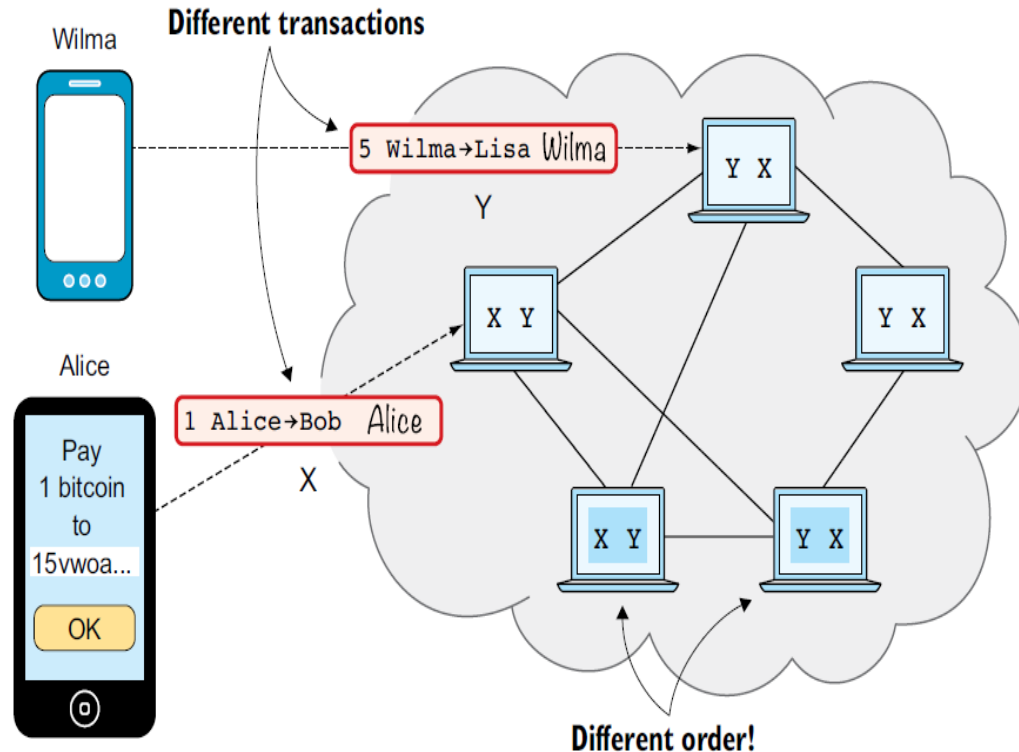 Different transactions
Wilma
5 Wilma→Lisa Wilma
Y
Y X
X Y
Y X
Alice
1 Alice→Bob Alice
X
Pay
1 bitcoin
to
15vwoa...
OK
X Y
Y X
Different order!